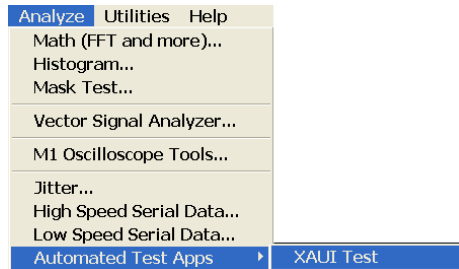 Analyze Utilities Help
Math (FFT and more)...
Histogram...
Mask Test...
Vector Signal Analyzer...
M1 Oscilloscope Tools...
Jitter...
High Speed Serial Data...
Low Speed Serial Data...
Automated Test Apps XAUI Test